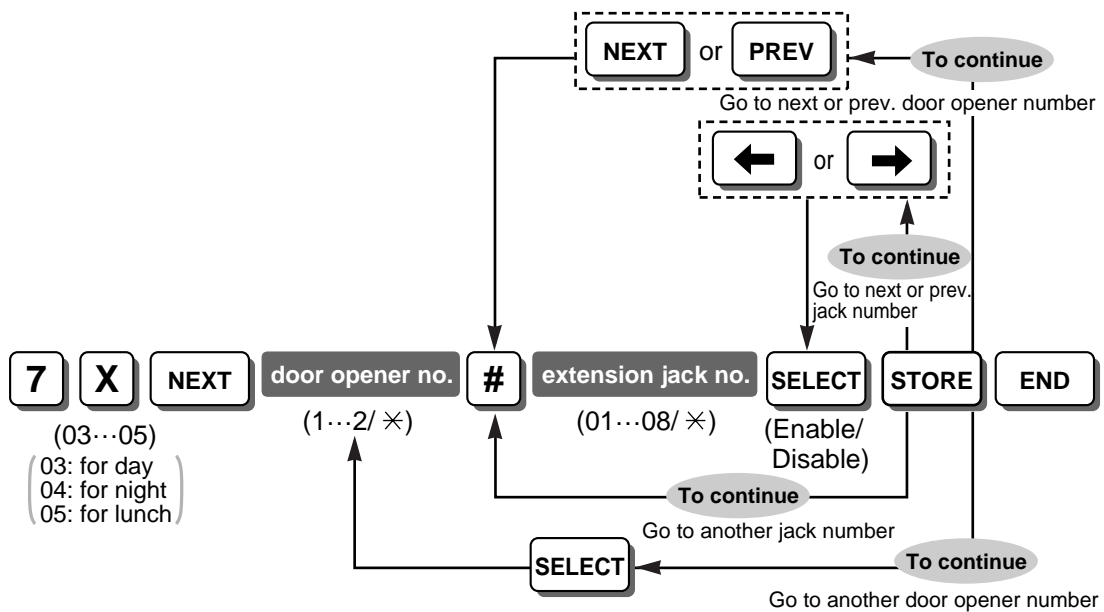 NEXT or PREV To continue
Go to next or prev. door opener number
← or →
To continue
Go to next or prev.
jack number
7 X NEXT door opener no. # extension jack no. SELECT STORE END
(03···05) (1···2/ ✳) (01···08/ ✳) (Enable/
Disable)
03: for day
04: for night
05: for lunch
To continue
Go to another jack number
SELECT To continue
Go to another door opener number